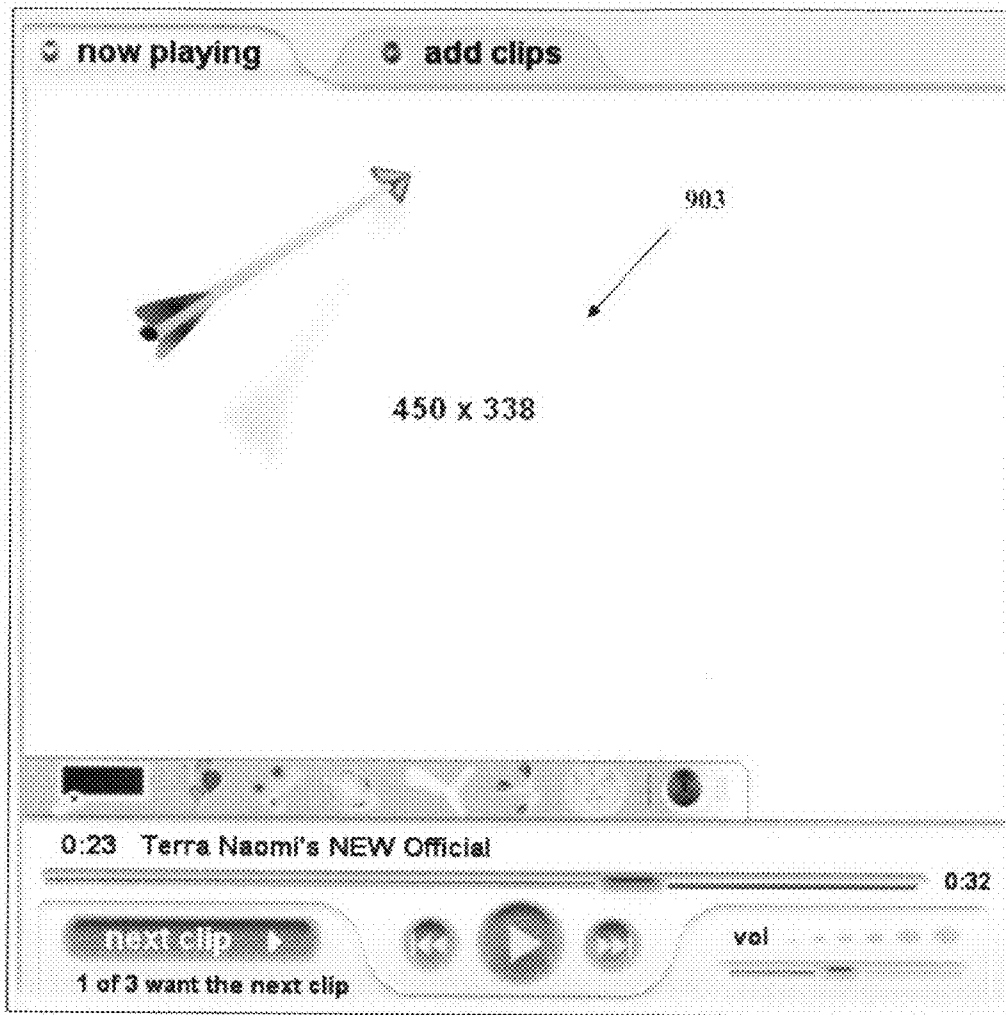 now playing
add clips
903
450 x 338
0:23 Terra Naomi's NEW Official
0:32
next clip
vol
1 of 3 want the next clip